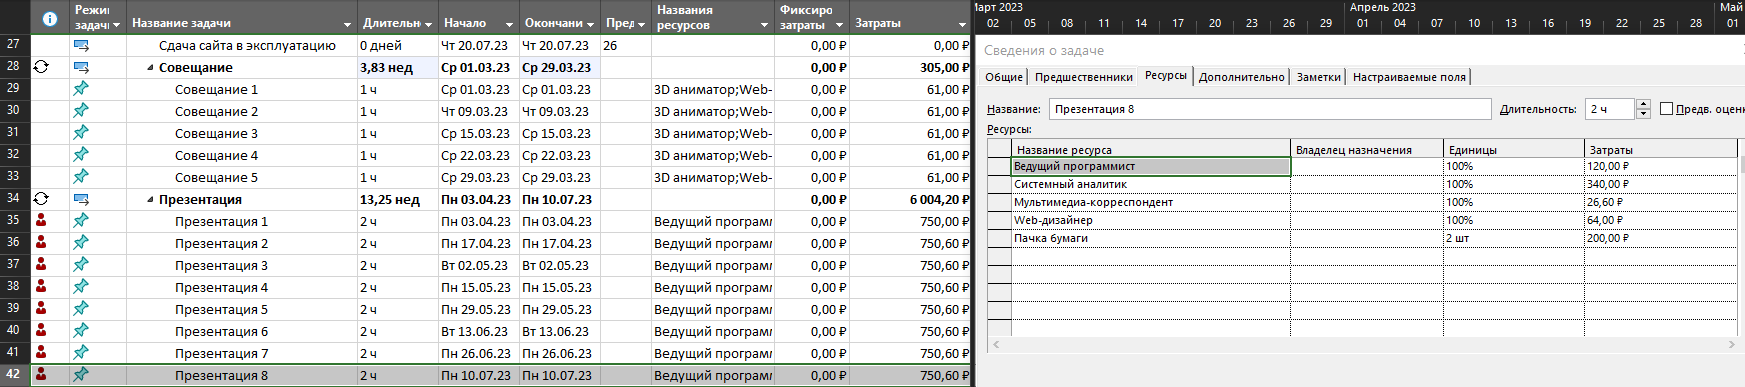 Режи задач Название задачи Длительн Начало Окончани Пред Названия ресурсов Фиксиро затраты Затраты
27 Сдача сайта в эксплуатацию 0 дней Чт 20.07.23 Чт 20.07.23 26 0,00 ₽ 0,00 ₽
28 Совещание 3,83 нед Ср 01.03.23 Ср 29.03.23 0,00 ₽ 305,00 ₽
29 Совещание 1 1 ч Ср 01.03.23 Ср 01.03.23 3D аниматор;Web- 0,00 ₽ 61,00 ₽
30 Совещание 2 1 ч Чт 09.03.23 Чт 09.03.23 3D аниматор;Web- 0,00 ₽ 61,00 ₽
31 Совещание 3 1 ч Ср 15.03.23 Ср 15.03.23 3D аниматор;Web- 0,00 ₽ 61,00 ₽
32 Совещание 4 1 ч Ср 22.03.23 Ср 22.03.23 3D аниматор;Web- 0,00 ₽ 61,00 ₽
33 Совещание 5 1 ч Ср 29.03.23 Ср 29.03.23 3D аниматор;Web- 0,00 ₽ 61,00 ₽
34 Презентация 13,25 нед Пн 03.04.23 Пн 10.07.23 0,00 ₽ 6 004,20 ₽
35 Презентация 1 2 ч Пн 03.04.23 Пн 03.04.23 Ведущий програм 0,00 ₽ 750,00 ₽
36 Презентация 2 2 ч Пн 17.04.23 Пн 17.04.23 Ведущий програм 0,00 ₽ 750,60 ₽
37 Презентация 3 2 ч Вт 02.05.23 Вт 02.05.23 Ведущий програм 0,00 ₽ 750,60 ₽
38 Презентация 4 2 ч Пн 15.05.23 Пн 15.05.23 Ведущий програм 0,00 ₽ 750,60 ₽
39 Презентация 5 2 ч Пн 29.05.23 Пн 29.05.23 Ведущий програм 0,00 ₽ 750,60 ₽
40 Презентация 6 2 ч Вт 13.06.23 Вт 13.06.23 Ведущий програм 0,00 ₽ 750,60 ₽
41 Презентация 7 2 ч Пн 26.06.23 Пн 26.06.23 Ведущий програм 0,00 ₽ 750,60 ₽
42 Презентация 8 2 ч Пн 10.07.23 Пн 10.07.23 Ведущий програм 0,00 ₽ 750,60 ₽
Март 2023 Апрель 2023 Май
02 05 08 11 14 17 20 23 26 29 01 04 07 10 13 16 19 22 25 28 01
Сведения о задаче
Общие Предшественники Ресурсы Дополнительно Заметки Настраиваемые поля
Название: Презентация 8 Длительность: 2 ч Предв. оценк
Ресурсы:
Название ресурса Владелец назначения Единицы Затраты
Ведущий программист 100% 120,00 ₽
Системный аналитик 100% 340,00 ₽
Мультимедиа-корреспондент 100% 26,60 ₽
Web-дизайнер 100% 64,00 ₽
Пачка бумаги 2 шт 200,00 ₽